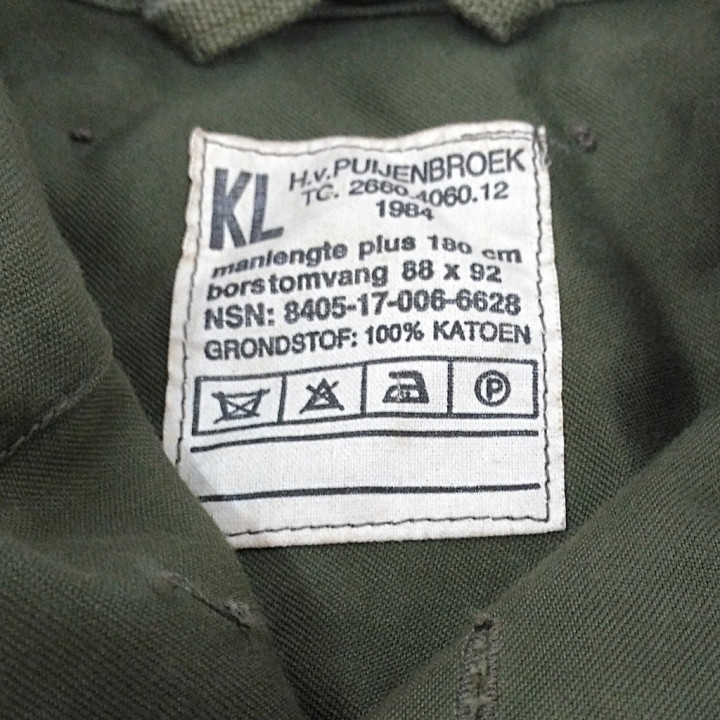 KL
H.v.PUIJENBROEK
TC. 2660.4060.12
1984
manlengte plus 180 cm
borstomvang 88 x 92
NSN: 8405-17-006-6628
GRONDSTOF: 100% KATOEN
P